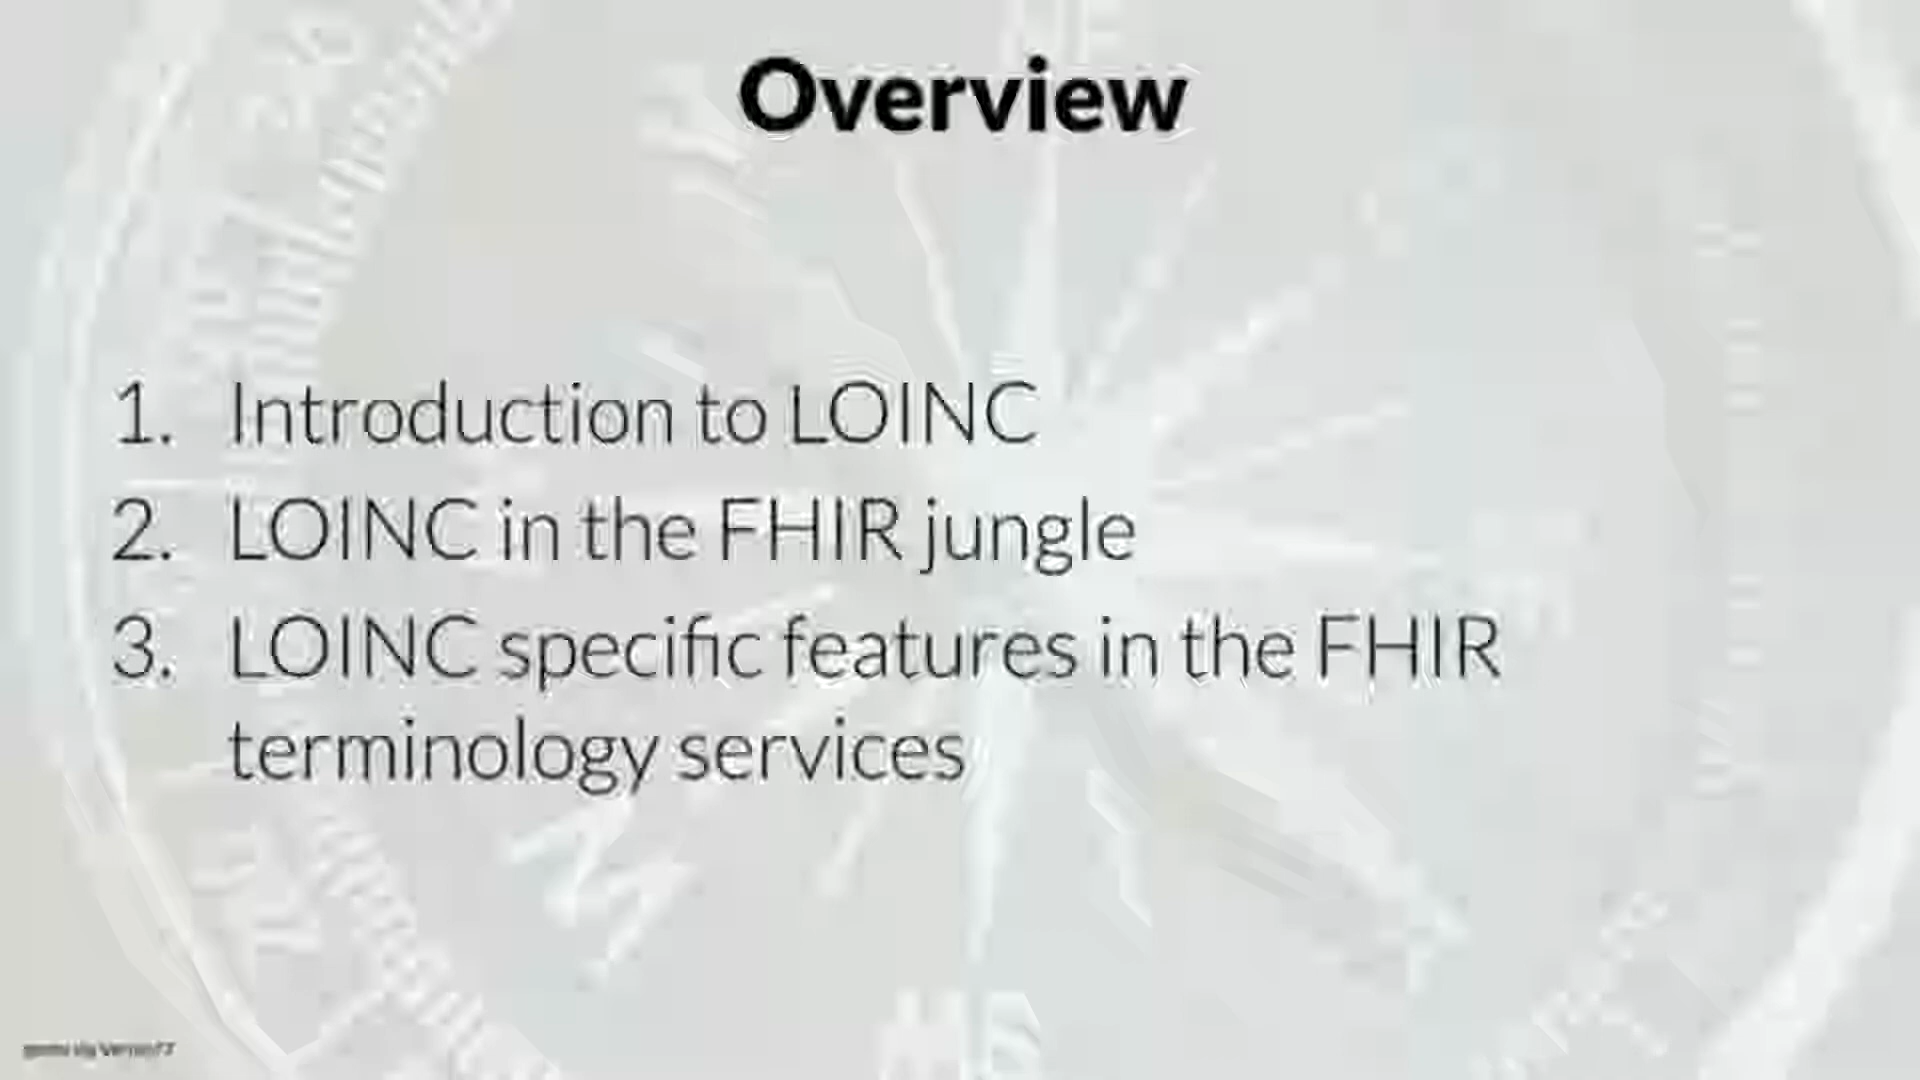 Overview
1. Introduction to LOINC
2. LOINC in the FHIR jungle
3. LOINC specific features in the FHIR
terminology services